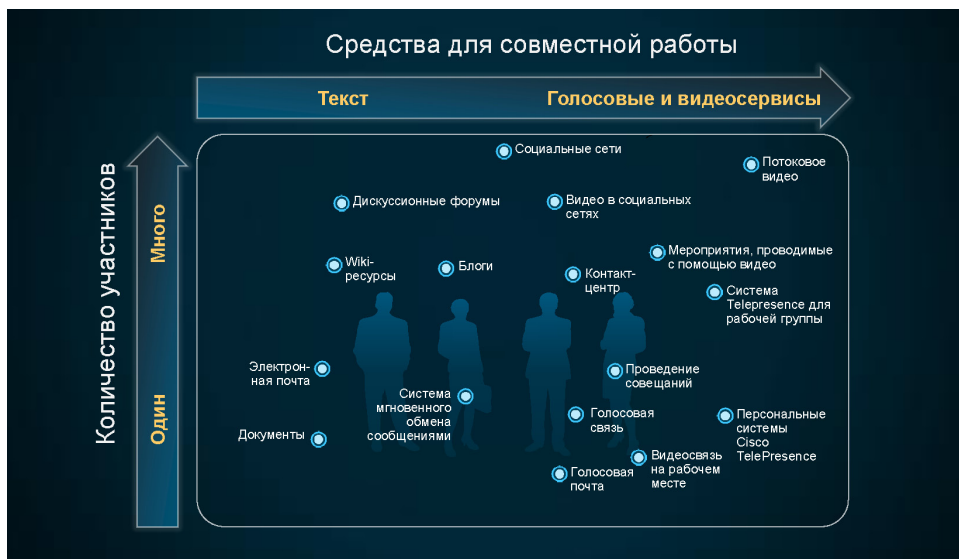 Средства для совместной работы
Текст
Голосовые и видеосервисы
Количество участников
Много
Один
Социальные сети
Потоковое
видео
Дискуссионные форумы
Видео в социальных
сетях
Мероприятия, проводимые
с помощью видео
Wiki-
ресурсы
Блоги
Контакт-
центр
Система
Telepresence для
рабочей группы
Электрон-
ная почта
Проведение
совещаний
Система
мгновенного
обмена
сообщениями
Голосовая
связь
Персональные
системы
Cisco
TelePresence
Документы
Видеосвязь
на рабочем
месте
Голосовая
почта